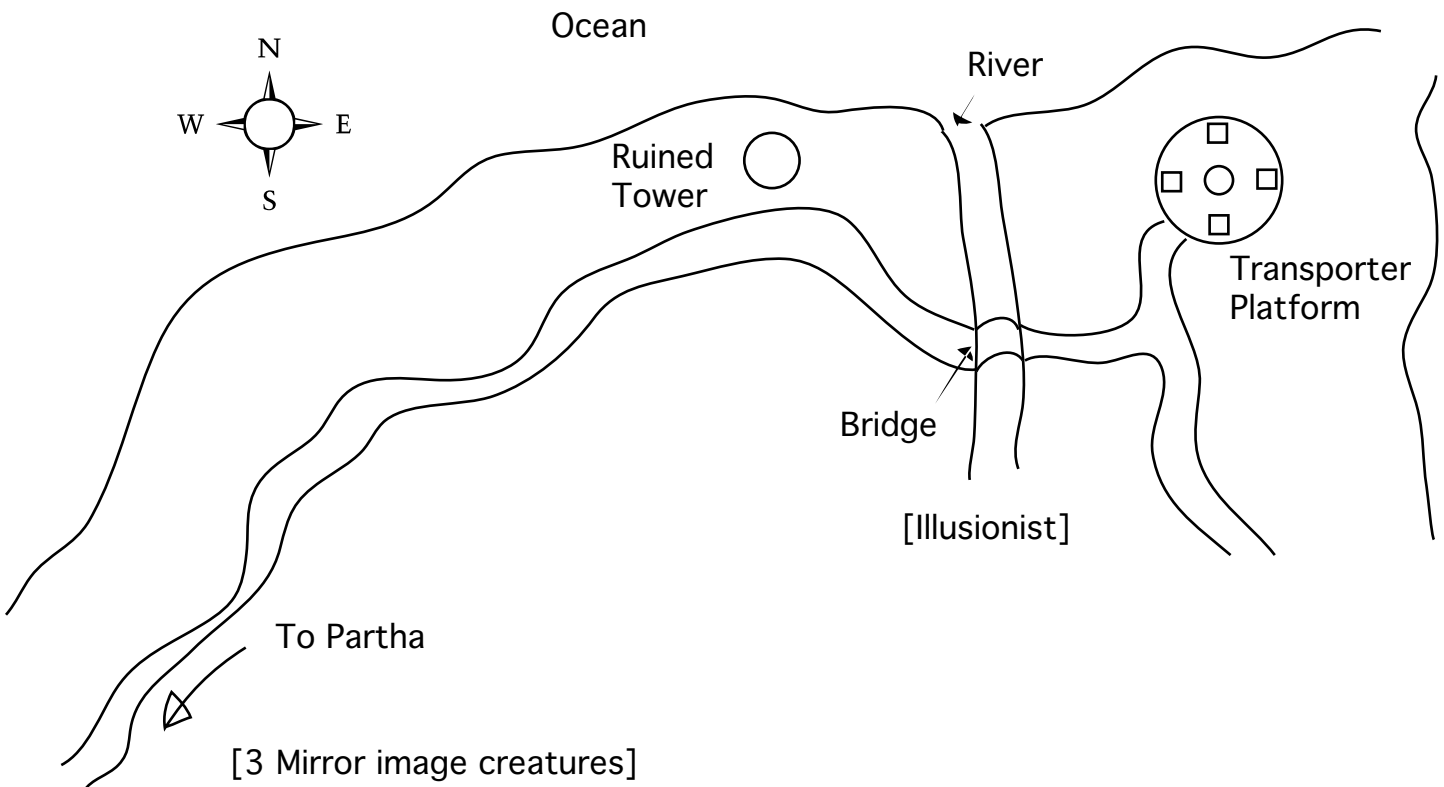 Ocean
N
River
W
E
Ruined
Tower
S
Transporter
Platform
Bridge
[Illusionist]
To Partha
[3 Mirror image creatures]